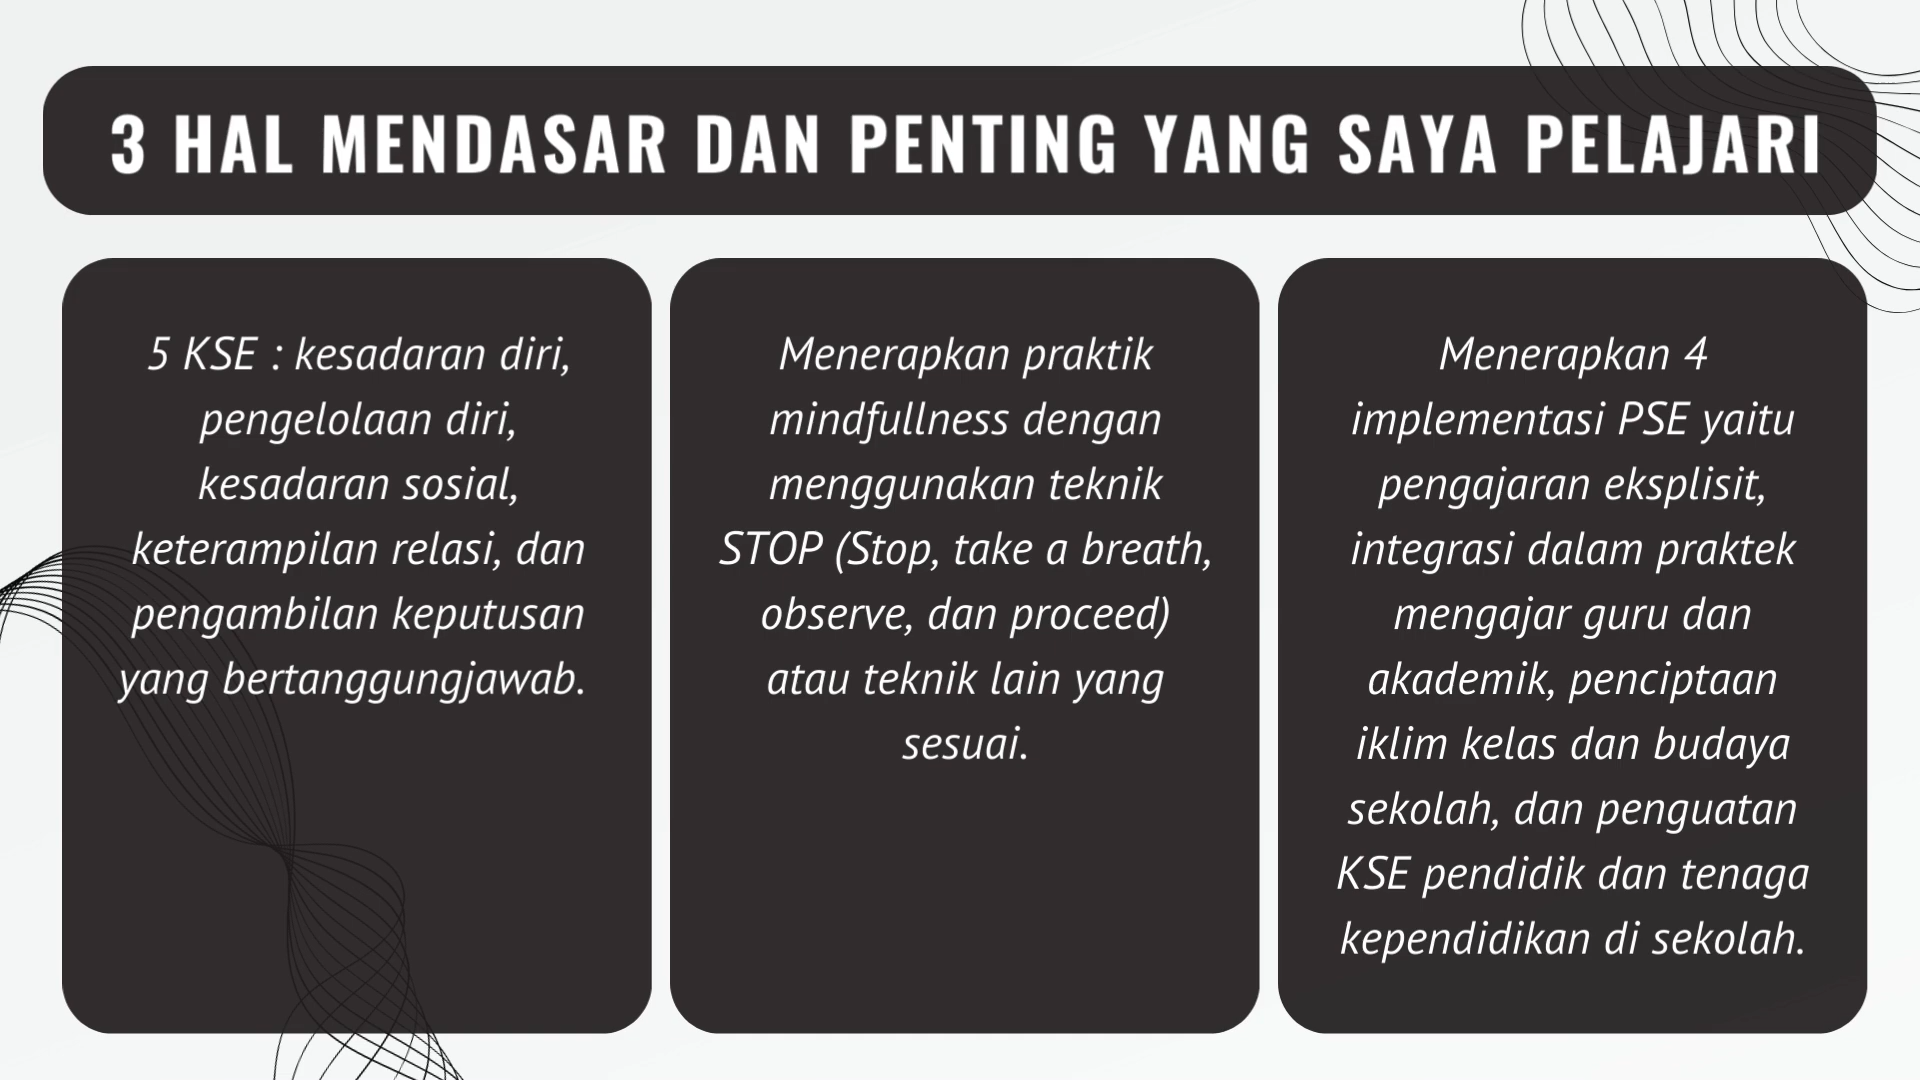 3 HAL MENDASAR DAN PENTING YANG SAYA PELAJARI
5 KSE : kesadaran diri,
pengelolaan diri,
kesadaran sosial,
keterampilan relasi, dan
pengambilan keputusan
yang bertanggungjawab.
Menerapkan praktik
mindfullness dengan
menggunakan teknik
STOP (Stop, take a breath,
observe, dan proceed)
atau teknik lain yang
sesuai.
Menerapkan 4
implementasi PSE yaitu
pengajaran eksplisit,
integrasi dalam praktek
mengajar guru dan
akademik, penciptaan
iklim kelas dan budaya
sekolah, dan penguatan
KSE pendidik dan tenaga
kependidikan di sekolah.